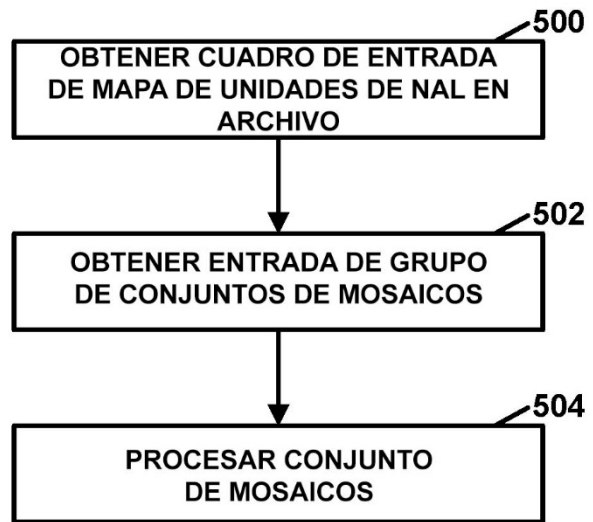 500
OBTENER CUADRO DE ENTRADA
DE MAPA DE UNIDADES DE NAL EN
ARCHIVO
502
OBTENER ENTRADA DE GRUPO
DE CONJUNTOS DE MOSAICOS
504
PROCESAR CONJUNTO
DE MOSAICOS